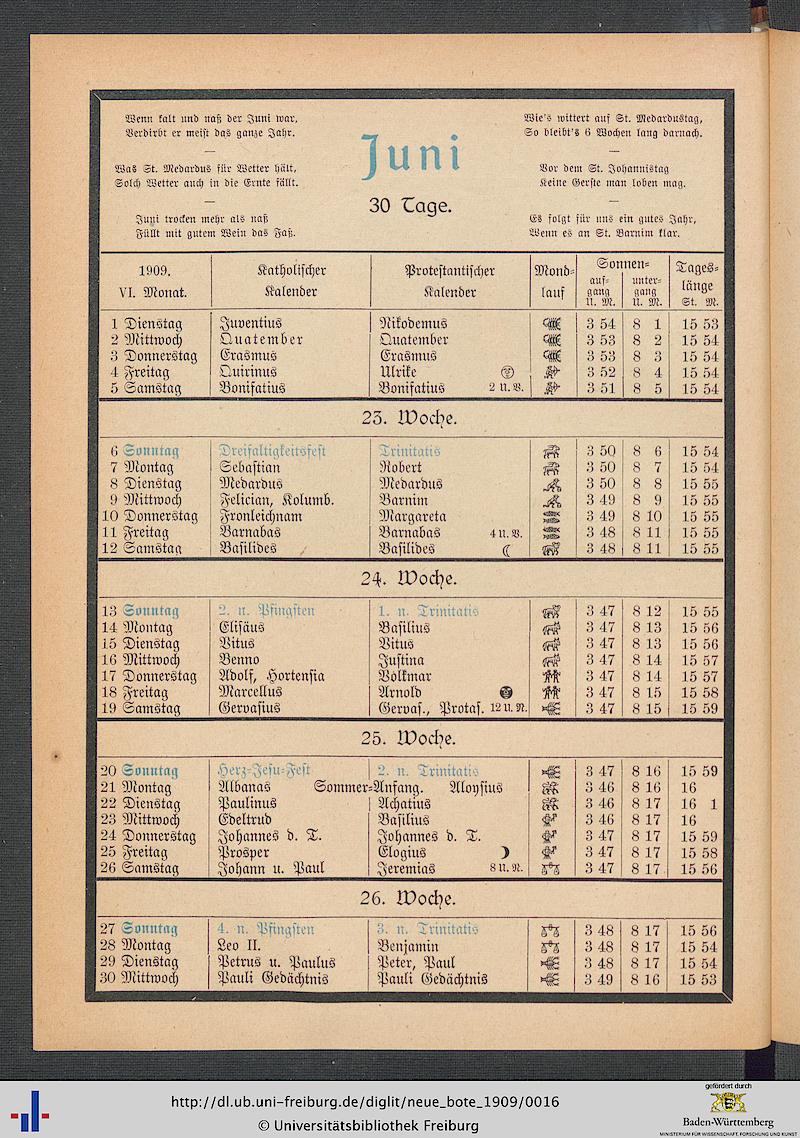 Wenn kalt und naß der Juni war,
Verdirbt er meist das ganze Jahr.
—
Was St. Medardus für Wetter hält,
Solch Wetter auch in die Ernte fällt.
—
Juni trocken mehr als naß
Füllt mit gutem Wein das Faß.
Juni
30 Tage.
Wie's wittert auf St. Medardustag,
So bleibt's 6 Wochen lang darnach.
—
Vor dem St. Johannistag
Keine Gerste man loben mag.
—
Es folgt für uns ein gutes Jahr,
Wenn es an St. Barnim klar.
1909. VI. Monat. Katholischer Kalender Protestantischer Kalender Mondlauf Sonnen=aufgang U. M. Sonnen=untergang U. M. Tages=länge St. M.
1 Dienstag Juventius Nikodemus 3 54 8 1 15 53
2 Mittwoch Quatember Quatember 3 53 8 2 15 54
3 Donnerstag Erasmus Erasmus 3 53 8 3 15 54
4 Freitag Quirinus Ulrike 3 52 8 4 15 54
5 Samstag Bonifatius Bonifatius 2 U. V. 3 51 8 5 15 54
23. Woche.
6 Sonntag Dreifaltigkeitsfest Trinitatis 3 50 8 6 15 54
7 Montag Sebastian Robert 3 50 8 7 15 54
8 Dienstag Medardus Medardus 3 50 8 8 15 55
9 Mittwoch Felician, Kolumb. Barnim 3 49 8 9 15 55
10 Donnerstag Fronleichnam Margareta 3 49 8 10 15 55
11 Freitag Barnabas Barnabas 4 U. V. 3 48 8 11 15 55
12 Samstag Basilides Basilides 3 48 8 11 15 55
24. Woche.
13 Sonntag 2. n. Pfingsten 1. n. Trinitatis 3 47 8 12 15 55
14 Montag Elisäus Basilius 3 47 8 13 15 56
15 Dienstag Vitus Vitus 3 47 8 13 15 56
16 Mittwoch Benno Justina 3 47 8 14 15 57
17 Donnerstag Adolf, Hortensia Volkmar 3 47 8 14 15 57
18 Freitag Marcellus Arnold 3 47 8 15 15 58
19 Samstag Gervasius Gervas., Protas. 12 U. N. 3 47 8 15 15 59
25. Woche.
20 Sonntag Herz=Jesu=Fest 2. n. Trinitatis 3 47 8 16 15 59
21 Montag Albanas Sommer=Anfang. Aloysius 3 46 8 16 16
22 Dienstag Paulinus Achatius 3 46 8 17 16 1
23 Mittwoch Edeltrud Basilius 3 46 8 17 16
24 Donnerstag Johannes d. T. Johannes d. T. 3 47 8 17 15 59
25 Freitag Prosper Elogius 3 47 8 17 15 58
26 Samstag Johann u. Paul Jeremias 8 U. N. 3 47 8 17 15 56
26. Woche.
27 Sonntag 4. n. Pfingsten 3. n. Trinitatis 3 48 8 17 15 56
28 Montag Leo II. Benjamin 3 48 8 17 15 54
29 Dienstag Petrus u. Paulus Peter, Paul 3 48 8 17 15 54
30 Mittwoch Pauli Gedächtnis Pauli Gedächtnis 3 49 8 16 15 53
http://dl.ub.uni-freiburg.de/diglit/neue_bote_1909/0016
© Universitätsbibliothek Freiburg
gefördert durch
Baden-Württemberg
MINISTERIUM FÜR WISSENSCHAFT, FORSCHUNG UND KUNST